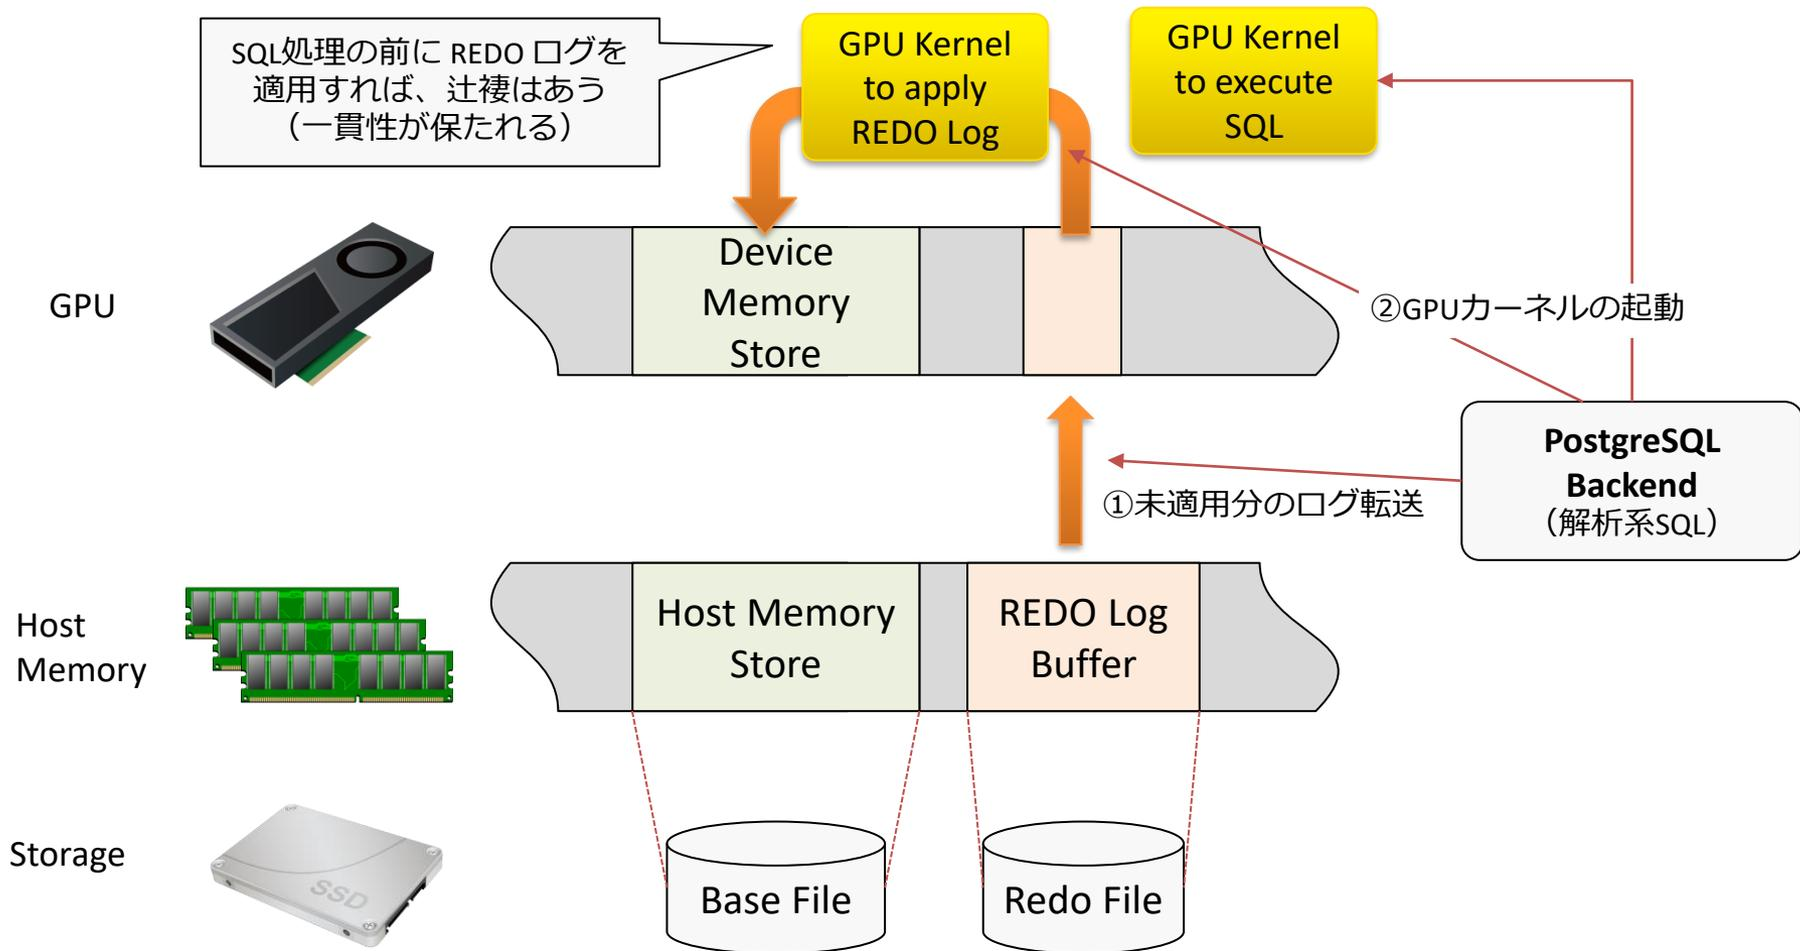 SQL処理の前に REDO ログを
適用すれば、辻褄はあう
（一貫性が保たれる）
GPU Kernel
to apply
REDO Log
GPU Kernel
to execute
SQL
GPU
Device
Memory
Store
②GPUカーネルの起動
PostgreSQL
Backend
（解析系SQL）
①未適用分のログ転送
Host
Memory
Host Memory
Store
REDO Log
Buffer
Storage
SSD
Base File
Redo File